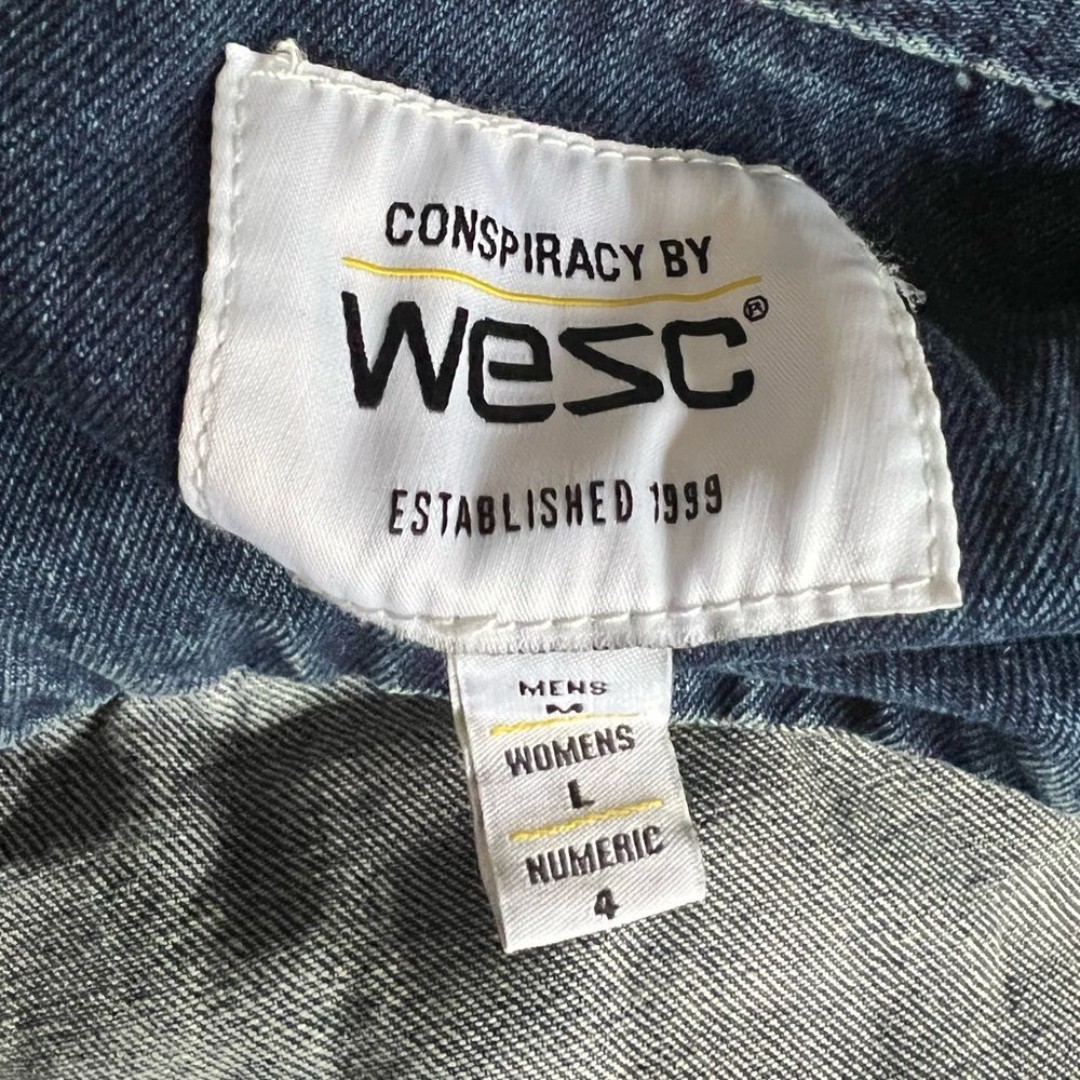 CONSPIRACY BY
wesc®
ESTABLISHED 1999
MENS
M
WOMENS
L
NUMERIC
4